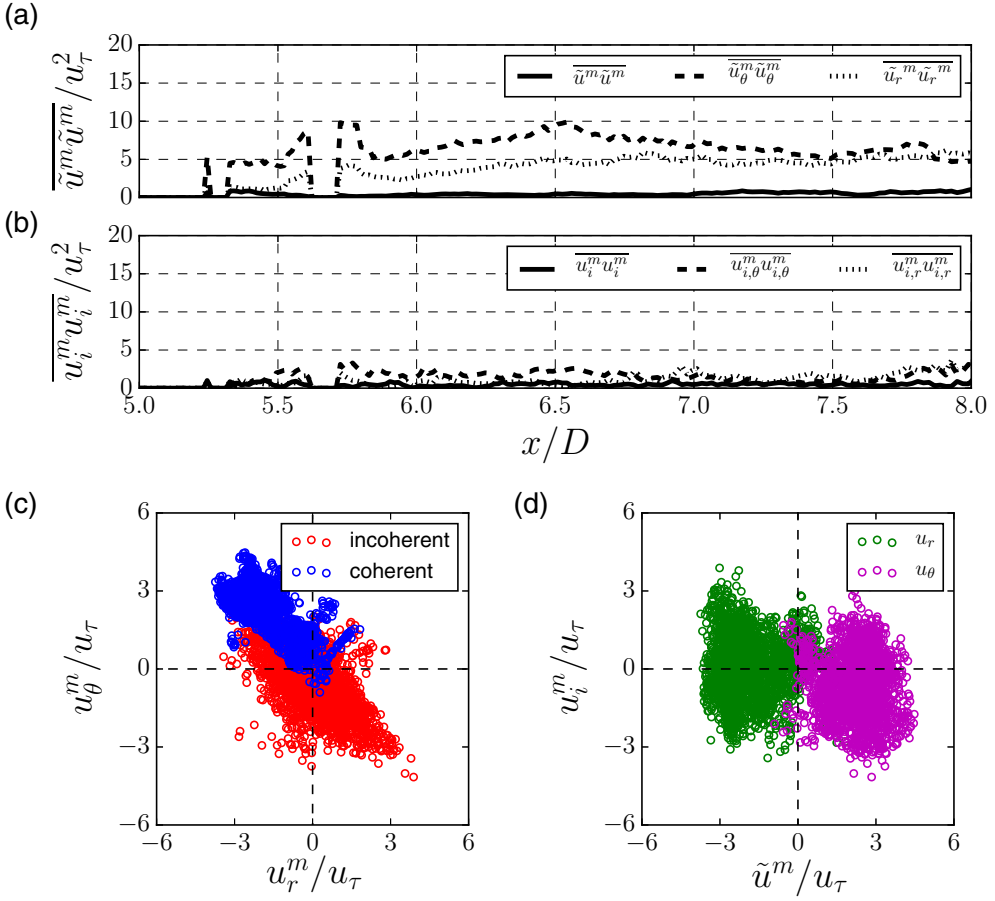 (a)
20
15
10
5
0
$\overline{\tilde{u}^m \tilde{u}^m}/u_\tau^2$
$\overline{\tilde{u}^m \tilde{u}^m}$ $\overline{\tilde{u}_\theta^m \tilde{u}_\theta^m}$ $\overline{\tilde{u_r}^m \tilde{u_r}^m}$
(b)
20
15
10
5
0
$\overline{u_i^m u_i^m}/u_\tau^2$
$\overline{u_i^m u_i^m}$ $\overline{u_{i,\theta}^m u_{i,\theta}^m}$ $\overline{u_{i,r}^m u_{i,r}^m}$
5.0 5.5 6.0 6.5 7.0 7.5 8.0
$x/D$
(c)
6
3
0
−3
−6
$u_\theta^m/u_\tau$
incoherent
coherent
−6 −3 0 3 6
$u_r^m/u_\tau$
(d)
6
3
0
−3
−6
$u_i^m/u_\tau$
$u_r$
$u_\theta$
−6 −3 0 3 6
$\tilde{u}^m/u_\tau$